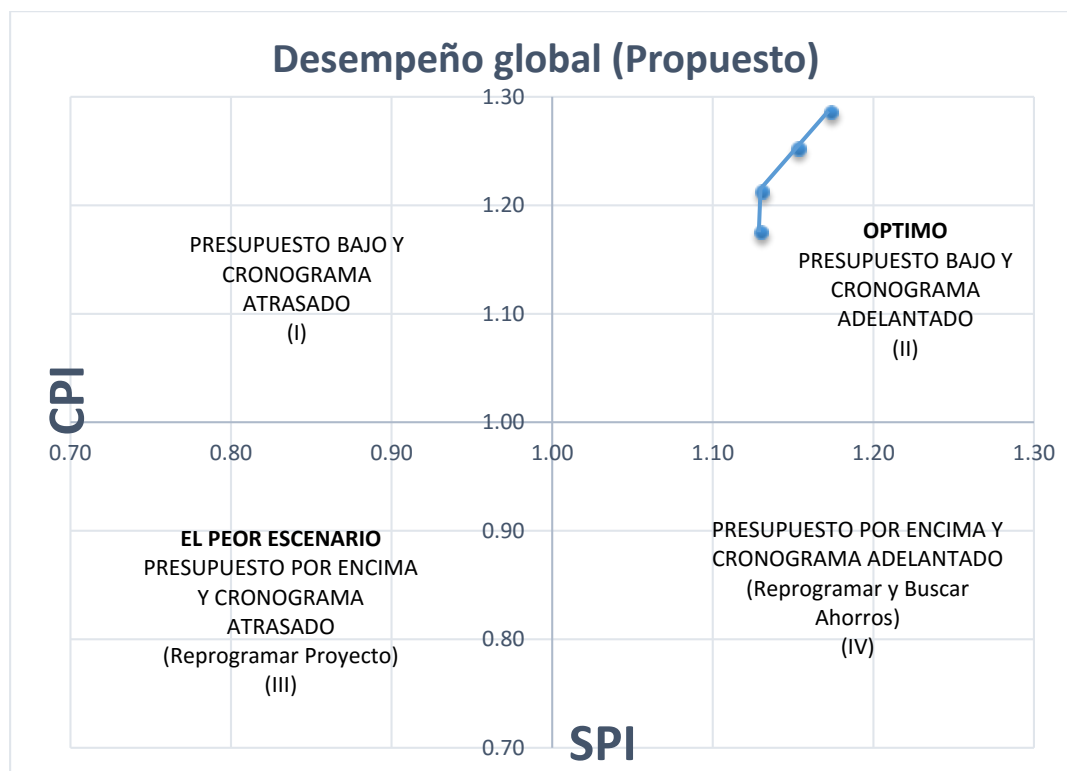 Desempeño global (Propuesto)
1.30
1.20
PRESUPUESTO BAJO Y
CRONOGRAMA
ATRASADO
(I)
OPTIMO
PRESUPUESTO BAJO Y
CRONOGRAMA
ADELANTADO
(II)
1.10
CPI
1.00
0.70
0.80
0.90
1.00
1.10
1.20
1.30
0.90
EL PEOR ESCENARIO
PRESUPUESTO POR ENCIMA
Y CRONOGRAMA
ATRASADO
(Reprogramar Proyecto)
(III)
PRESUPUESTO POR ENCIMA Y
CRONOGRAMA ADELANTADO
(Reprogramar y Buscar
Ahorros)
(IV)
0.80
0.70
SPI